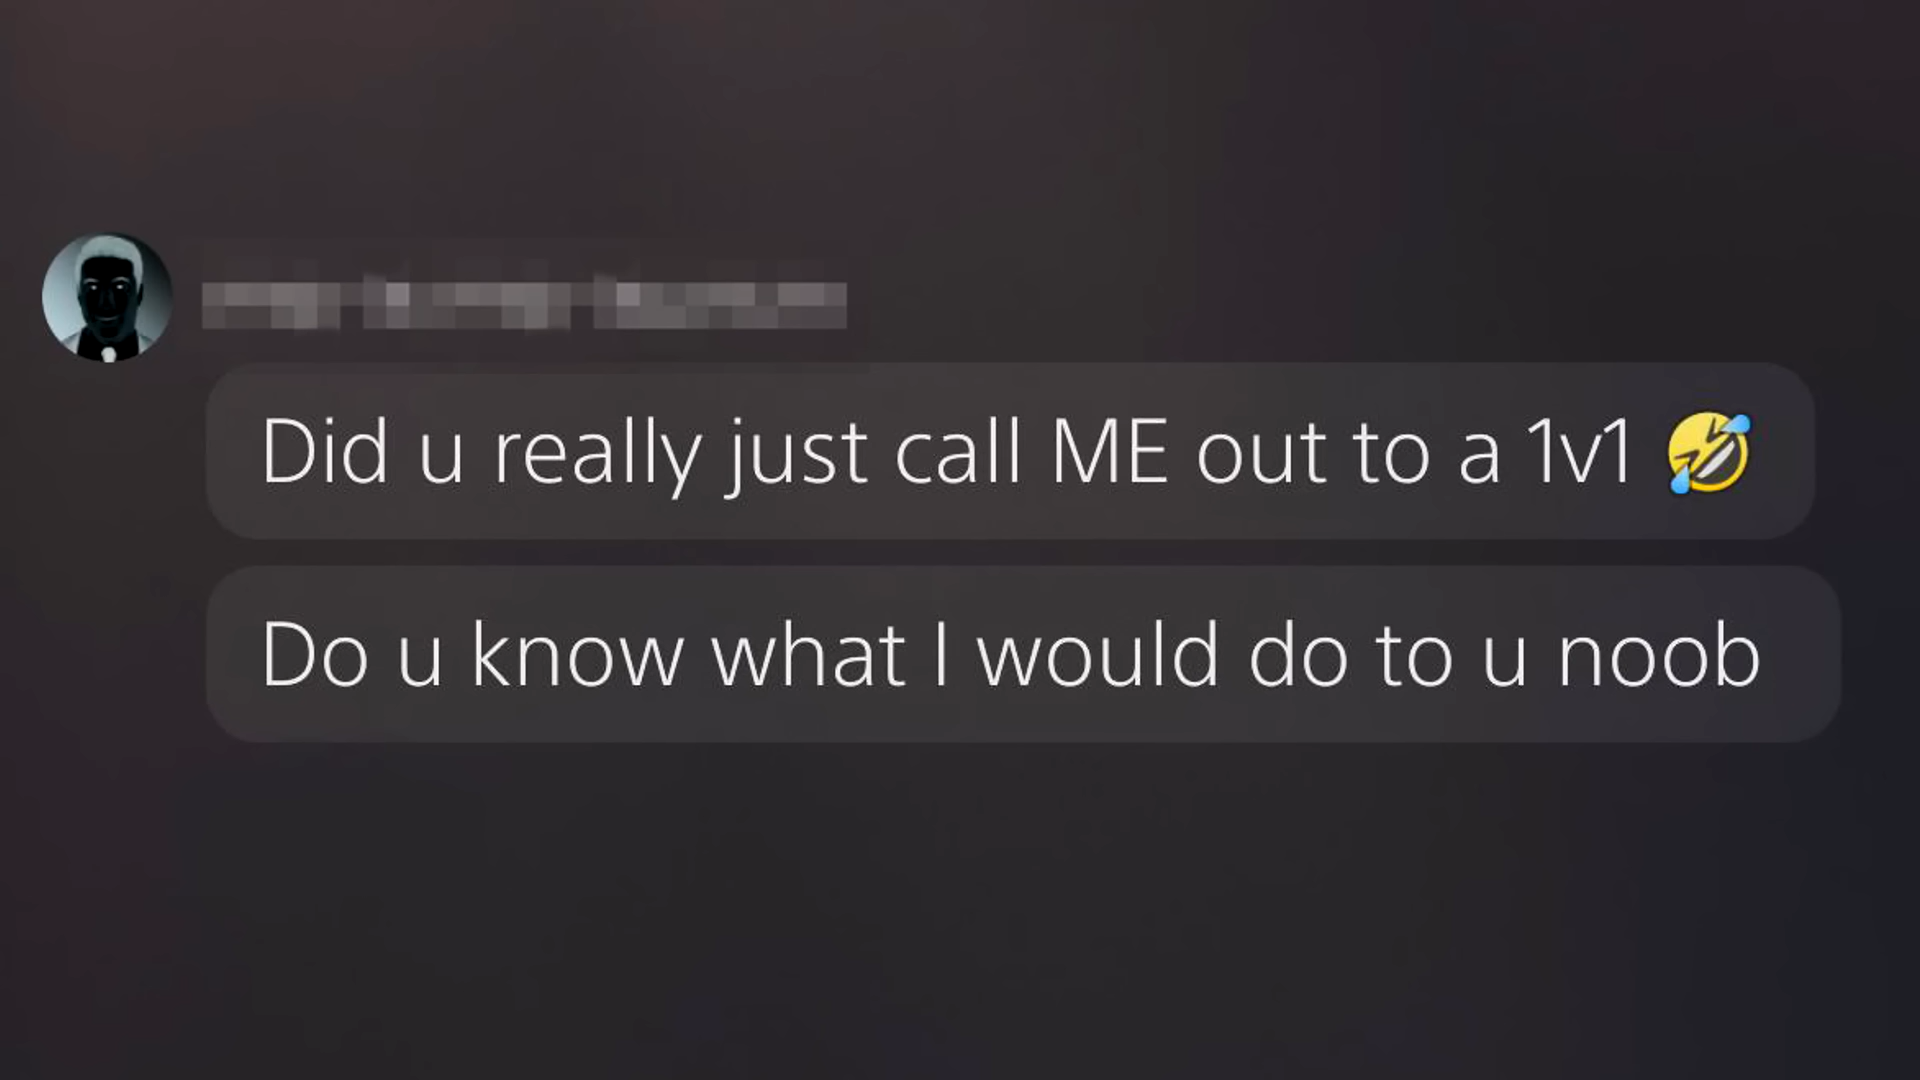 Did u really just call ME out to a 1v1 🤣
Do u know what I would do to u noob